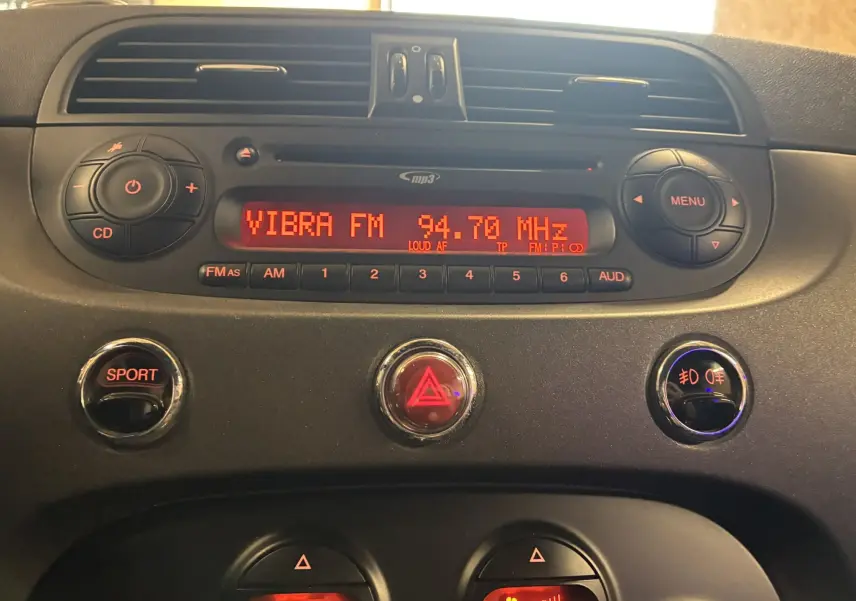 mp3
CD
MENU
VIBRA FM 94.70 MHz
LOUD AF TP FM
FM AS AM 1 2 3 4 5 6 AUD
SPORT